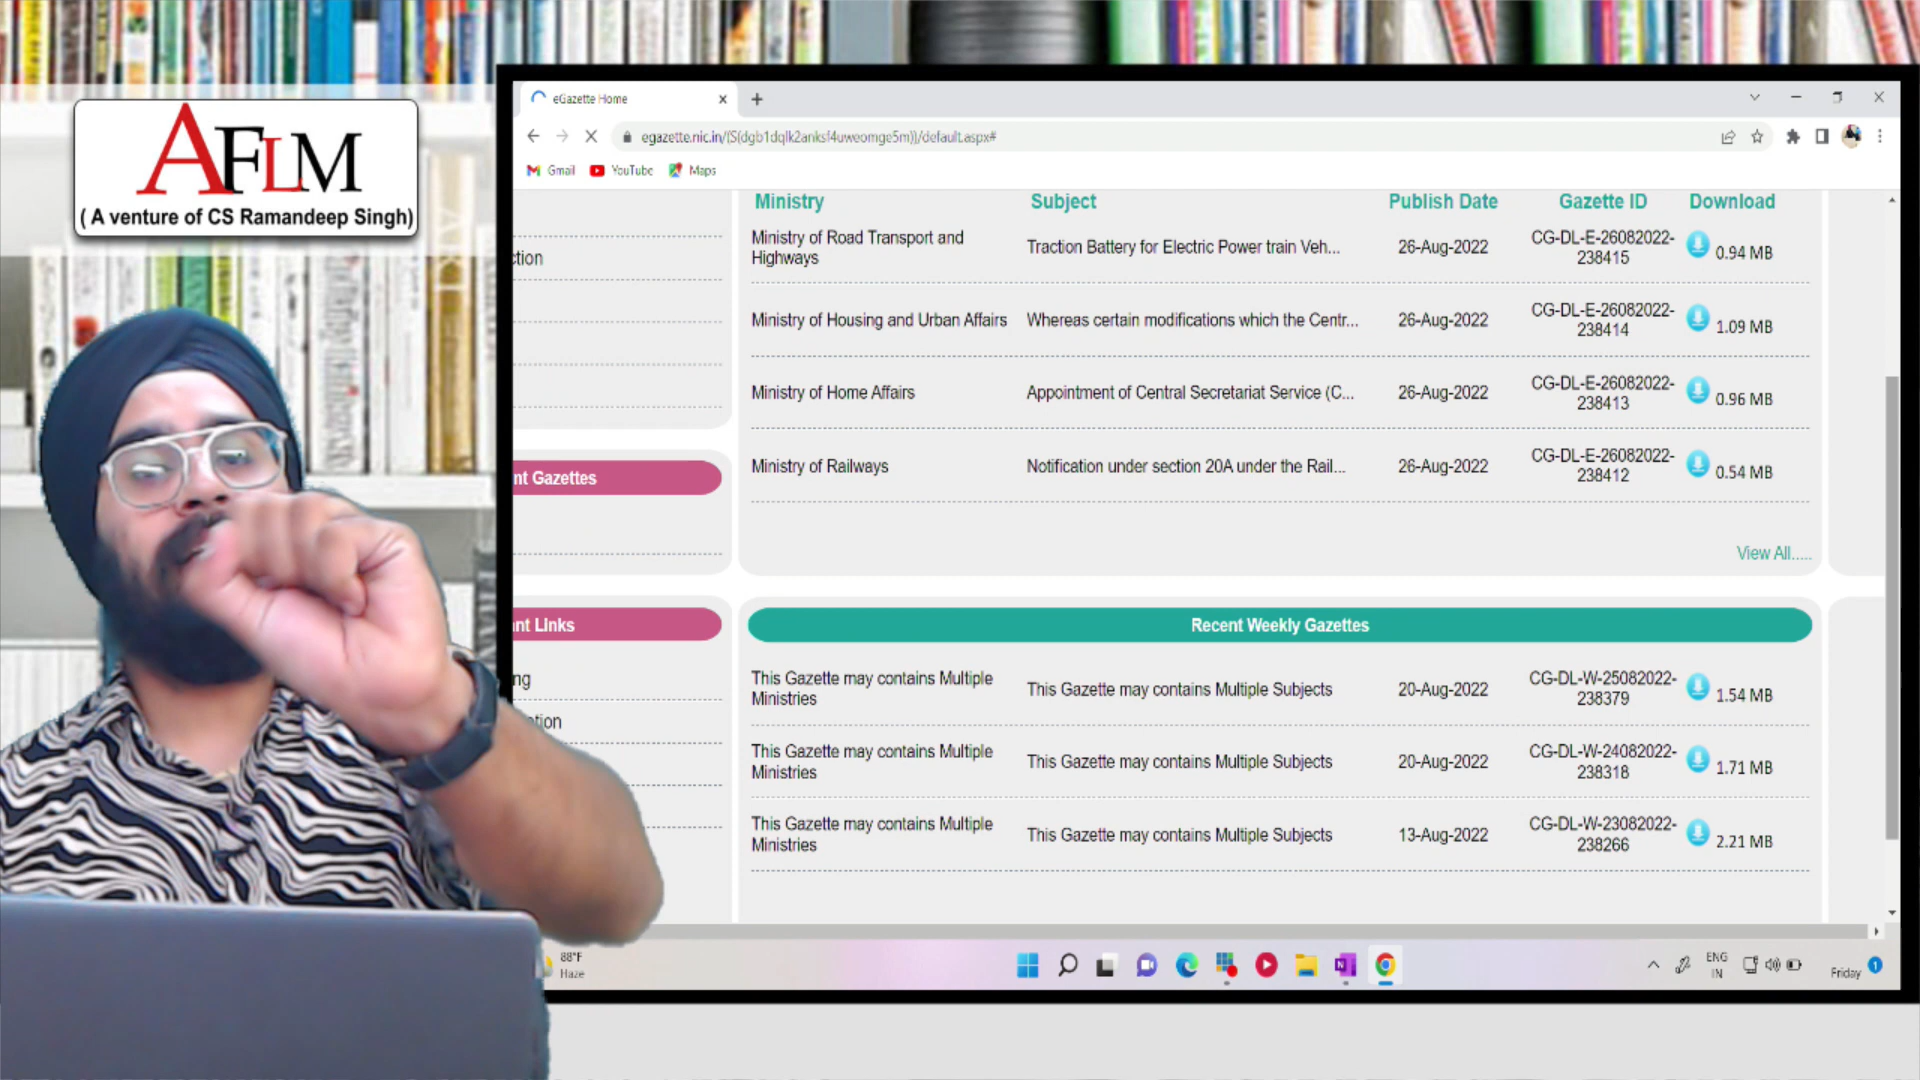 AFLM
( A venture of CS Ramandeep Singh)
eGazette Home
egazette.nic.in/(S(dgb1dqlk2anksf4uweomge5m))/default.aspx#
Gmail YouTube Maps
Ministry Subject Publish Date Gazette ID Download
Ministry of Road Transport and
Highways
Traction Battery for Electric Power train Veh...
26-Aug-2022
CG-DL-E-26082022-
238415
0.94 MB
Ministry of Housing and Urban Affairs
Whereas certain modifications which the Centr...
26-Aug-2022
CG-DL-E-26082022-
238414
1.09 MB
Ministry of Home Affairs
Appointment of Central Secretariat Service (C...
26-Aug-2022
CG-DL-E-26082022-
238413
0.96 MB
Ministry of Railways
Notification under section 20A under the Rail...
26-Aug-2022
CG-DL-E-26082022-
238412
0.54 MB
View All.....
ction
nt Gazettes
nt Links
ng
ption
Recent Weekly Gazettes
This Gazette may contains Multiple
Ministries
This Gazette may contains Multiple Subjects
20-Aug-2022
CG-DL-W-25082022-
238379
1.54 MB
This Gazette may contains Multiple
Ministries
This Gazette may contains Multiple Subjects
20-Aug-2022
CG-DL-W-24082022-
238318
1.71 MB
This Gazette may contains Multiple
Ministries
This Gazette may contains Multiple Subjects
13-Aug-2022
CG-DL-W-23082022-
238266
2.21 MB
88°F
Haze
ENG
IN
Friday
1